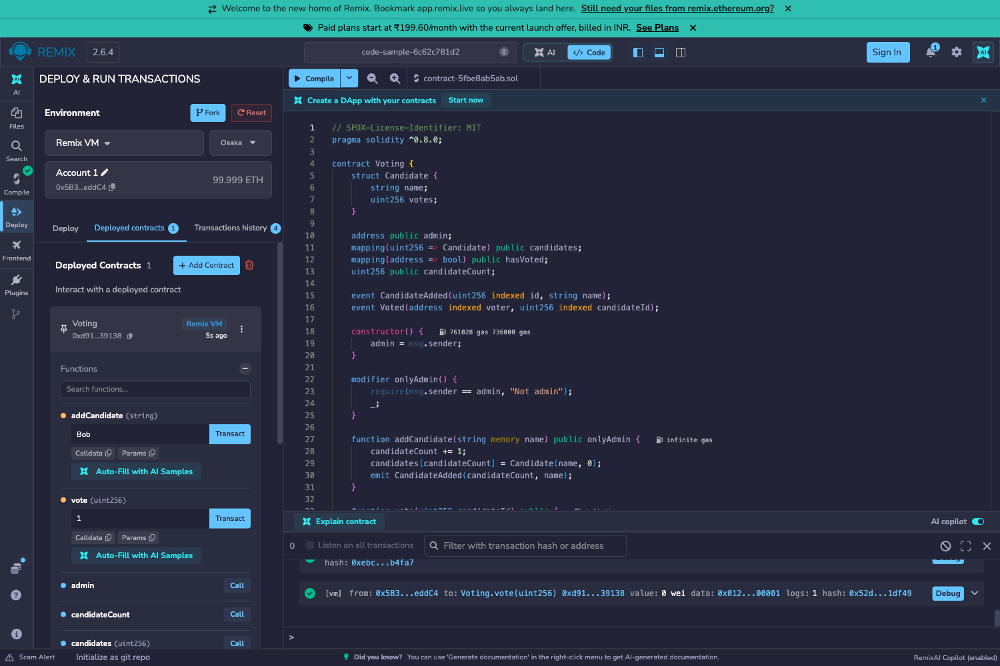 Welcome to the new home of Remix. Bookmark app.remix.live so you always land here. Still need your files from remix.ethereum.org?
Paid plans start at ₹199.60/month with the current launch offer, billed in INR. See Plans
REMIX 2.6.4 code-sample-6c62c781d2 AI </> Code Sign In 1 AI
AI
Files
Search
Compile
Deploy
Frontend
Plugins
DEPLOY & RUN TRANSACTIONS
Environment Fork Reset
Remix VM Osaka
Account 1
0x5B3...eddC4 99.999 ETH
Deploy Deployed contracts 1 Transactions history 4
Deployed Contracts 1 + Add Contract
Interact with a deployed contract
Voting Remix VM
0xd91...39138 5s ago
Functions
Search functions...
addCandidate (string)
Bob Transact
Calldata Params
Auto-Fill with AI Samples
vote (uint256)
1 Transact
Calldata Params
Auto-Fill with AI Samples
admin Call
candidateCount Call
candidates (uint256) Call
Compile contract-5fbe8ab5ab.sol
Create a DApp with your contracts Start now
1 // SPDX-License-Identifier: MIT
2 pragma solidity ^0.8.0;
3
4 contract Voting {
5 struct Candidate {
6 string name;
7 uint256 votes;
8 }
9
10 address public admin;
11 mapping(uint256 => Candidate) public candidates;
12 mapping(address => bool) public hasVoted;
13 uint256 public candidateCount;
14
15 event CandidateAdded(uint256 indexed id, string name);
16 event Voted(address indexed voter, uint256 indexed candidateId);
17
18 constructor() { 761028 gas 736000 gas
19 admin = msg.sender;
20 }
21
22 modifier onlyAdmin() {
23 require(msg.sender == admin, "Not admin");
24 _;
25 }
26
27 function addCandidate(string memory name) public onlyAdmin { infinite gas
28 candidateCount += 1;
29 candidates[candidateCount] = Candidate(name, 0);
30 emit CandidateAdded(candidateCount, name);
31 }
32
Explain contract AI copilot
0 Listen on all transactions Filter with transaction hash or address
hash: 0xebc...b4fa7
[vm] from: 0x5B3...eddC4 to: Voting.vote(uint256) 0xd91...39138 value: 0 wei data: 0x012...00001 logs: 1 hash: 0x52d...1df49 Debug
>
Scam Alert Initialize as git repo Did you know? You can use 'Generate documentation' in the right-click menu to get AI-generated documentation. RemixAI Copilot (enabled)